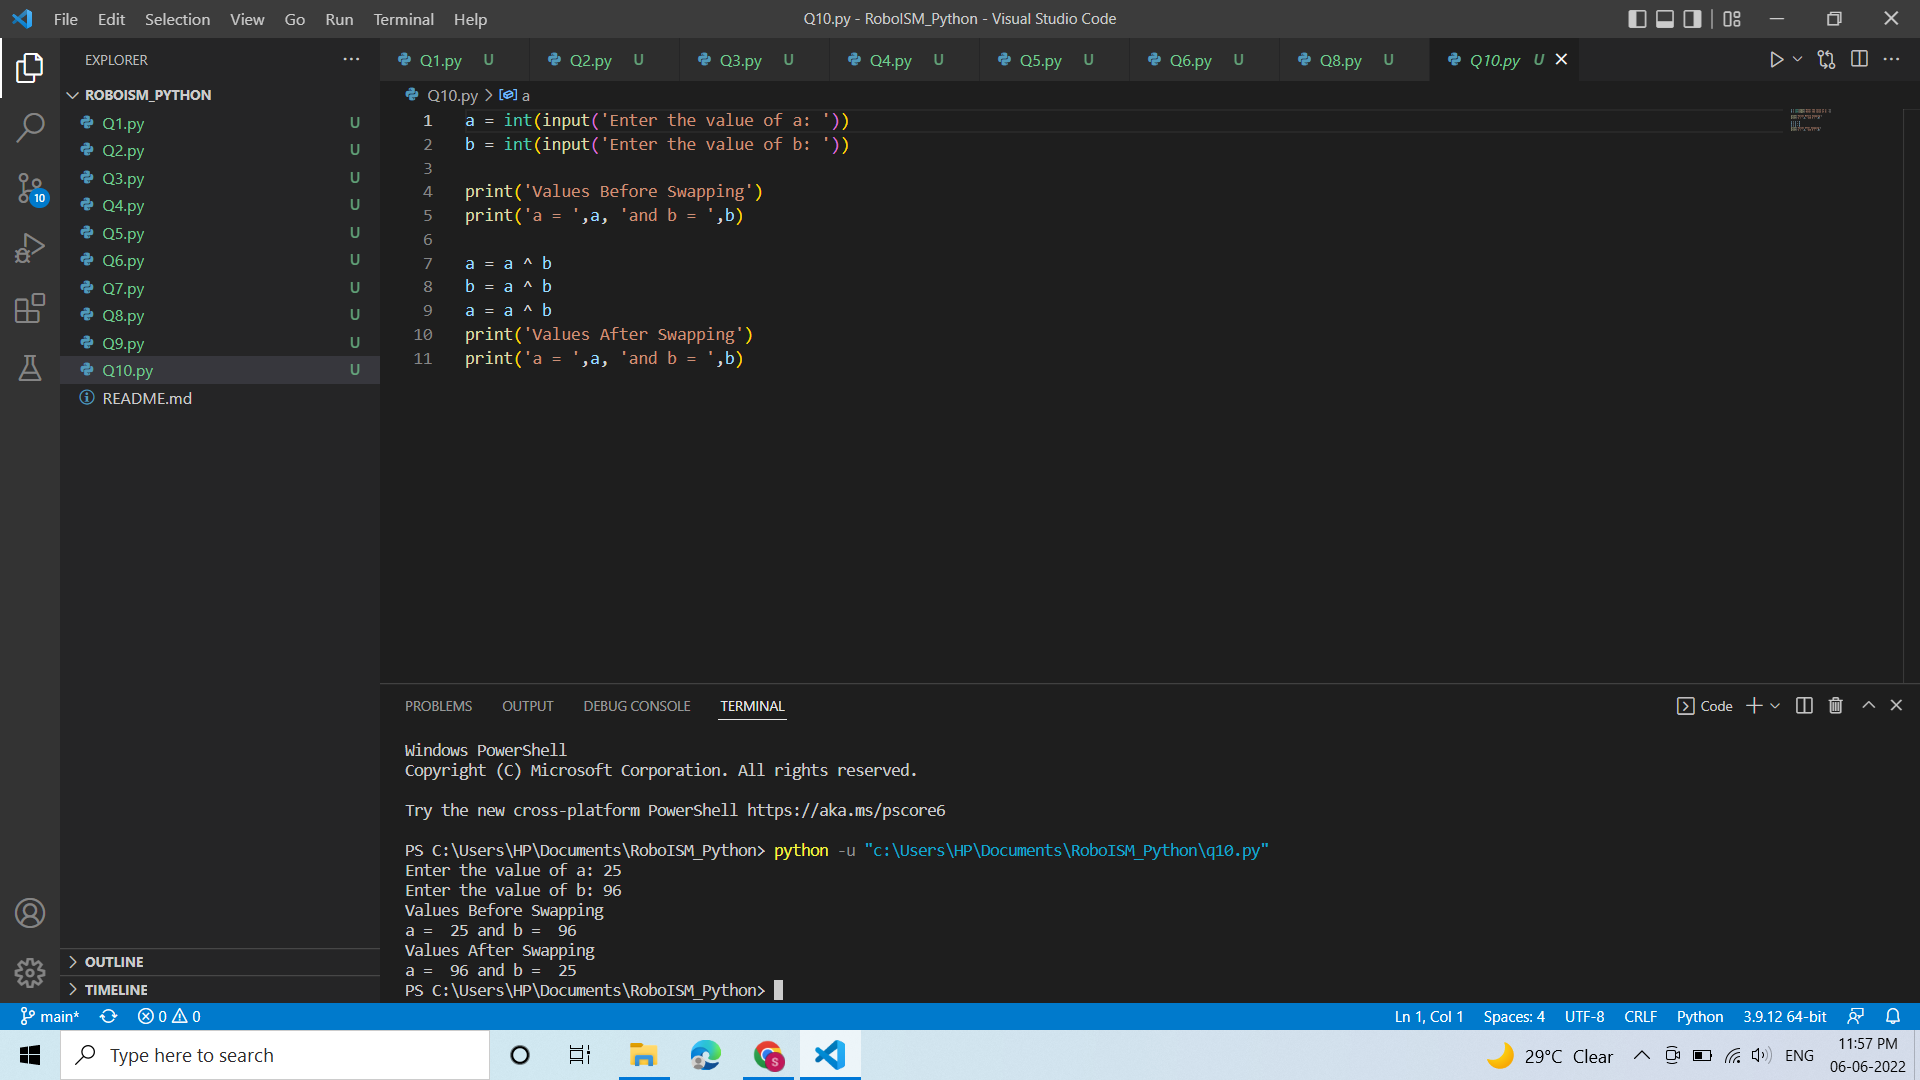 File Edit Selection View Go Run Terminal Help
Q10.py - RoboISM_Python - Visual Studio Code
EXPLORER
ROBOISM_PYTHON
Q1.py U
Q2.py U
Q3.py U
Q4.py U
Q5.py U
Q6.py U
Q7.py U
Q8.py U
Q9.py U
Q10.py U
README.md
10
OUTLINE
TIMELINE
Q1.py U Q2.py U Q3.py U Q4.py U Q5.py U Q6.py U Q8.py U Q10.py U
Q10.py > a
1 a = int(input('Enter the value of a: '))
2 b = int(input('Enter the value of b: '))
3
4 print('Values Before Swapping')
5 print('a = ',a, 'and b = ',b)
6
7 a = a ^ b
8 b = a ^ b
9 a = a ^ b
10 print('Values After Swapping')
11 print('a = ',a, 'and b = ',b)
PROBLEMS OUTPUT DEBUG CONSOLE TERMINAL
Code
Windows PowerShell
Copyright (C) Microsoft Corporation. All rights reserved.
Try the new cross-platform PowerShell https://aka.ms/pscore6
PS C:\Users\HP\Documents\RoboISM_Python> python -u "c:\Users\HP\Documents\RoboISM_Python\q10.py"
Enter the value of a: 25
Enter the value of b: 96
Values Before Swapping
a =  25 and b =  96
Values After Swapping
a =  96 and b =  25
PS C:\Users\HP\Documents\RoboISM_Python>
main* 0 0
Ln 1, Col 1 Spaces: 4 UTF-8 CRLF Python 3.9.12 64-bit
Type here to search
S
29°C Clear
ENG
11:57 PM
06-06-2022